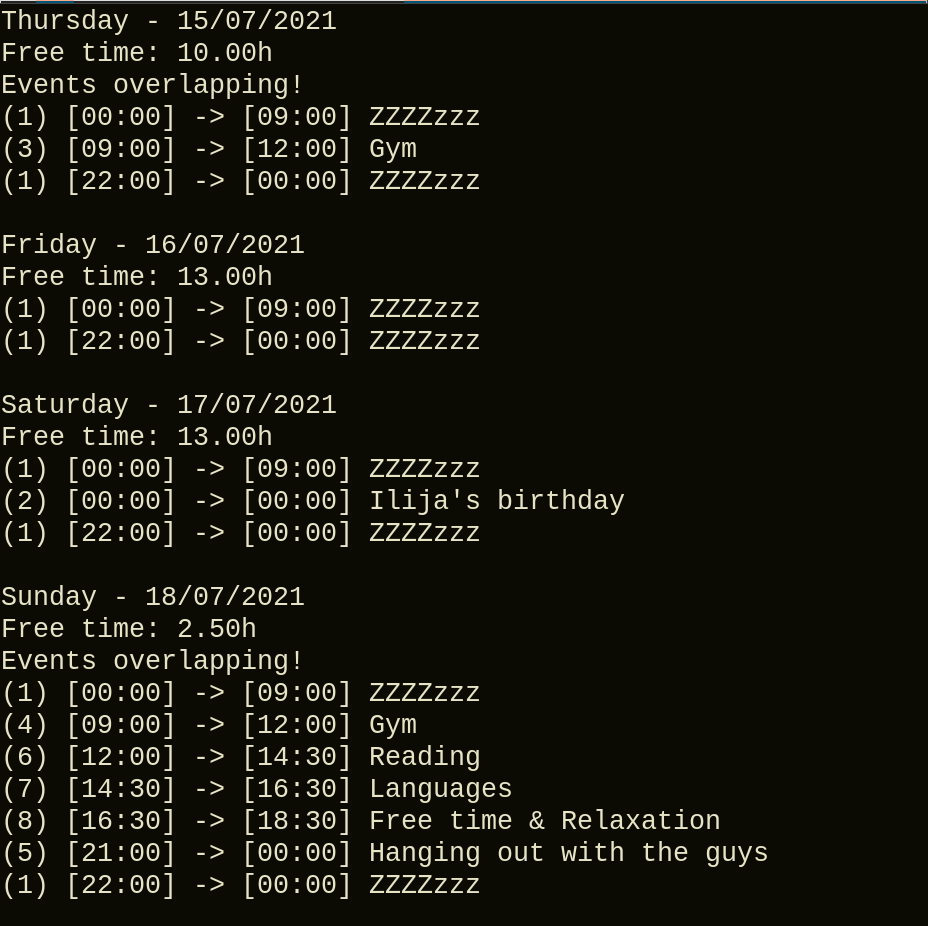 Thursday - 15/07/2021
Free time: 10.00h
Events overlapping!
(1) [00:00] -> [09:00] ZZZZzzz
(3) [09:00] -> [12:00] Gym
(1) [22:00] -> [00:00] ZZZZzzz

Friday - 16/07/2021
Free time: 13.00h
(1) [00:00] -> [09:00] ZZZZzzz
(1) [22:00] -> [00:00] ZZZZzzz

Saturday - 17/07/2021
Free time: 13.00h
(1) [00:00] -> [09:00] ZZZZzzz
(2) [00:00] -> [00:00] Ilija's birthday
(1) [22:00] -> [00:00] ZZZZzzz

Sunday - 18/07/2021
Free time: 2.50h
Events overlapping!
(1) [00:00] -> [09:00] ZZZZzzz
(4) [09:00] -> [12:00] Gym
(6) [12:00] -> [14:30] Reading
(7) [14:30] -> [16:30] Languages
(8) [16:30] -> [18:30] Free time & Relaxation
(5) [21:00] -> [00:00] Hanging out with the guys
(1) [22:00] -> [00:00] ZZZZzzz